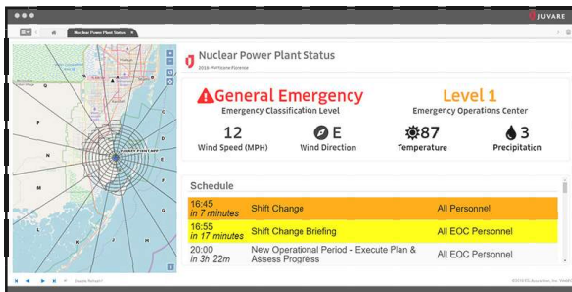 JUVARE
Nuclear Power Plant Status
Nuclear Power Plant Status
General Emergency
Emergency Classification Level
Level 1
Emergency Operations Center
12
Wind Speed (MPH)
E
Wind Direction
87
Temperature
3
Precipitation
Schedule
16:45
in 7 minutes
Shift Change
All Personnel
16:55
in 17 minutes
Shift Change Briefing
All EOC Personnel
20:00
in 3h 22m
New Operational Period - Execute Plan &
Assess Progress
All EOC Personnel